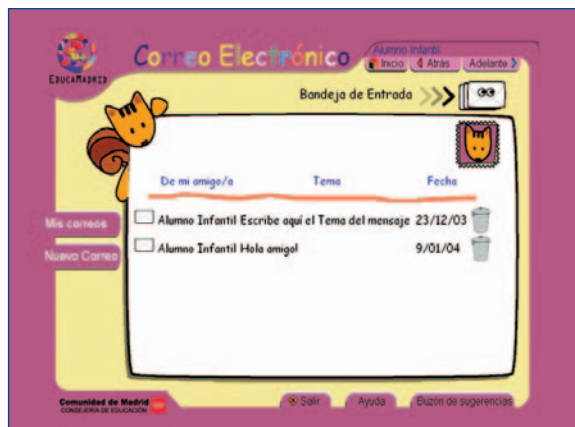 Correo Electrónico
Alumno Infantil
Inicio Atrás Adelante
EDUCAMADRID
Bandeja de Entrada
De mi amigo/a Tema Fecha
Alumno Infantil Escribe aquí el Tema del mensaje 23/12/03
Alumno Infantil Hola amigo! 9/01/04
Mis correos
Nuevo Correo
Comunidad de Madrid
CONSEJERIA DE EDUCACIÓN
Salir Ayuda Buzón de sugerencias